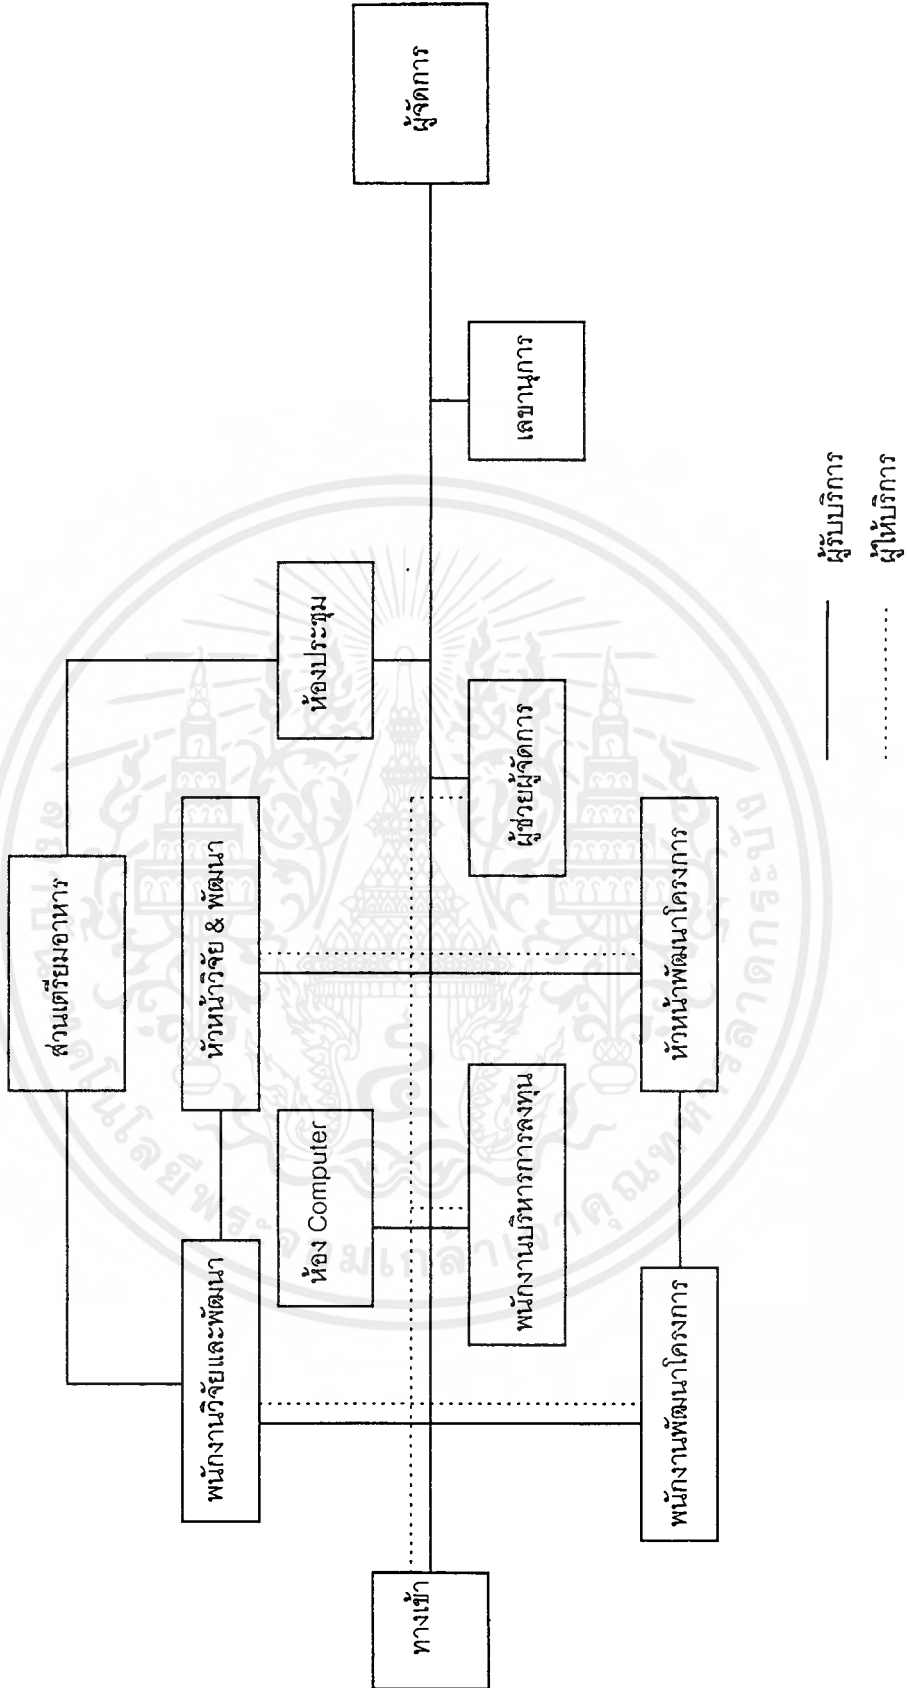 ส่วนเตรียมอาหาร
พนักงานวิจัยและพัฒนา
หัวหน้าวิจัย & พัฒนา
ห้อง Computer
ห้องประชุม
ทางเข้า
ผู้จัดการ
พนักงานบริหารการลงทุน
ผู้ช่วยผู้จัดการ
เลขานุการ
พนักงานพัฒนาโครงการ
หัวหน้าพัฒนาโครงการ
ผู้รับบริการ
ผู้ให้บริการ